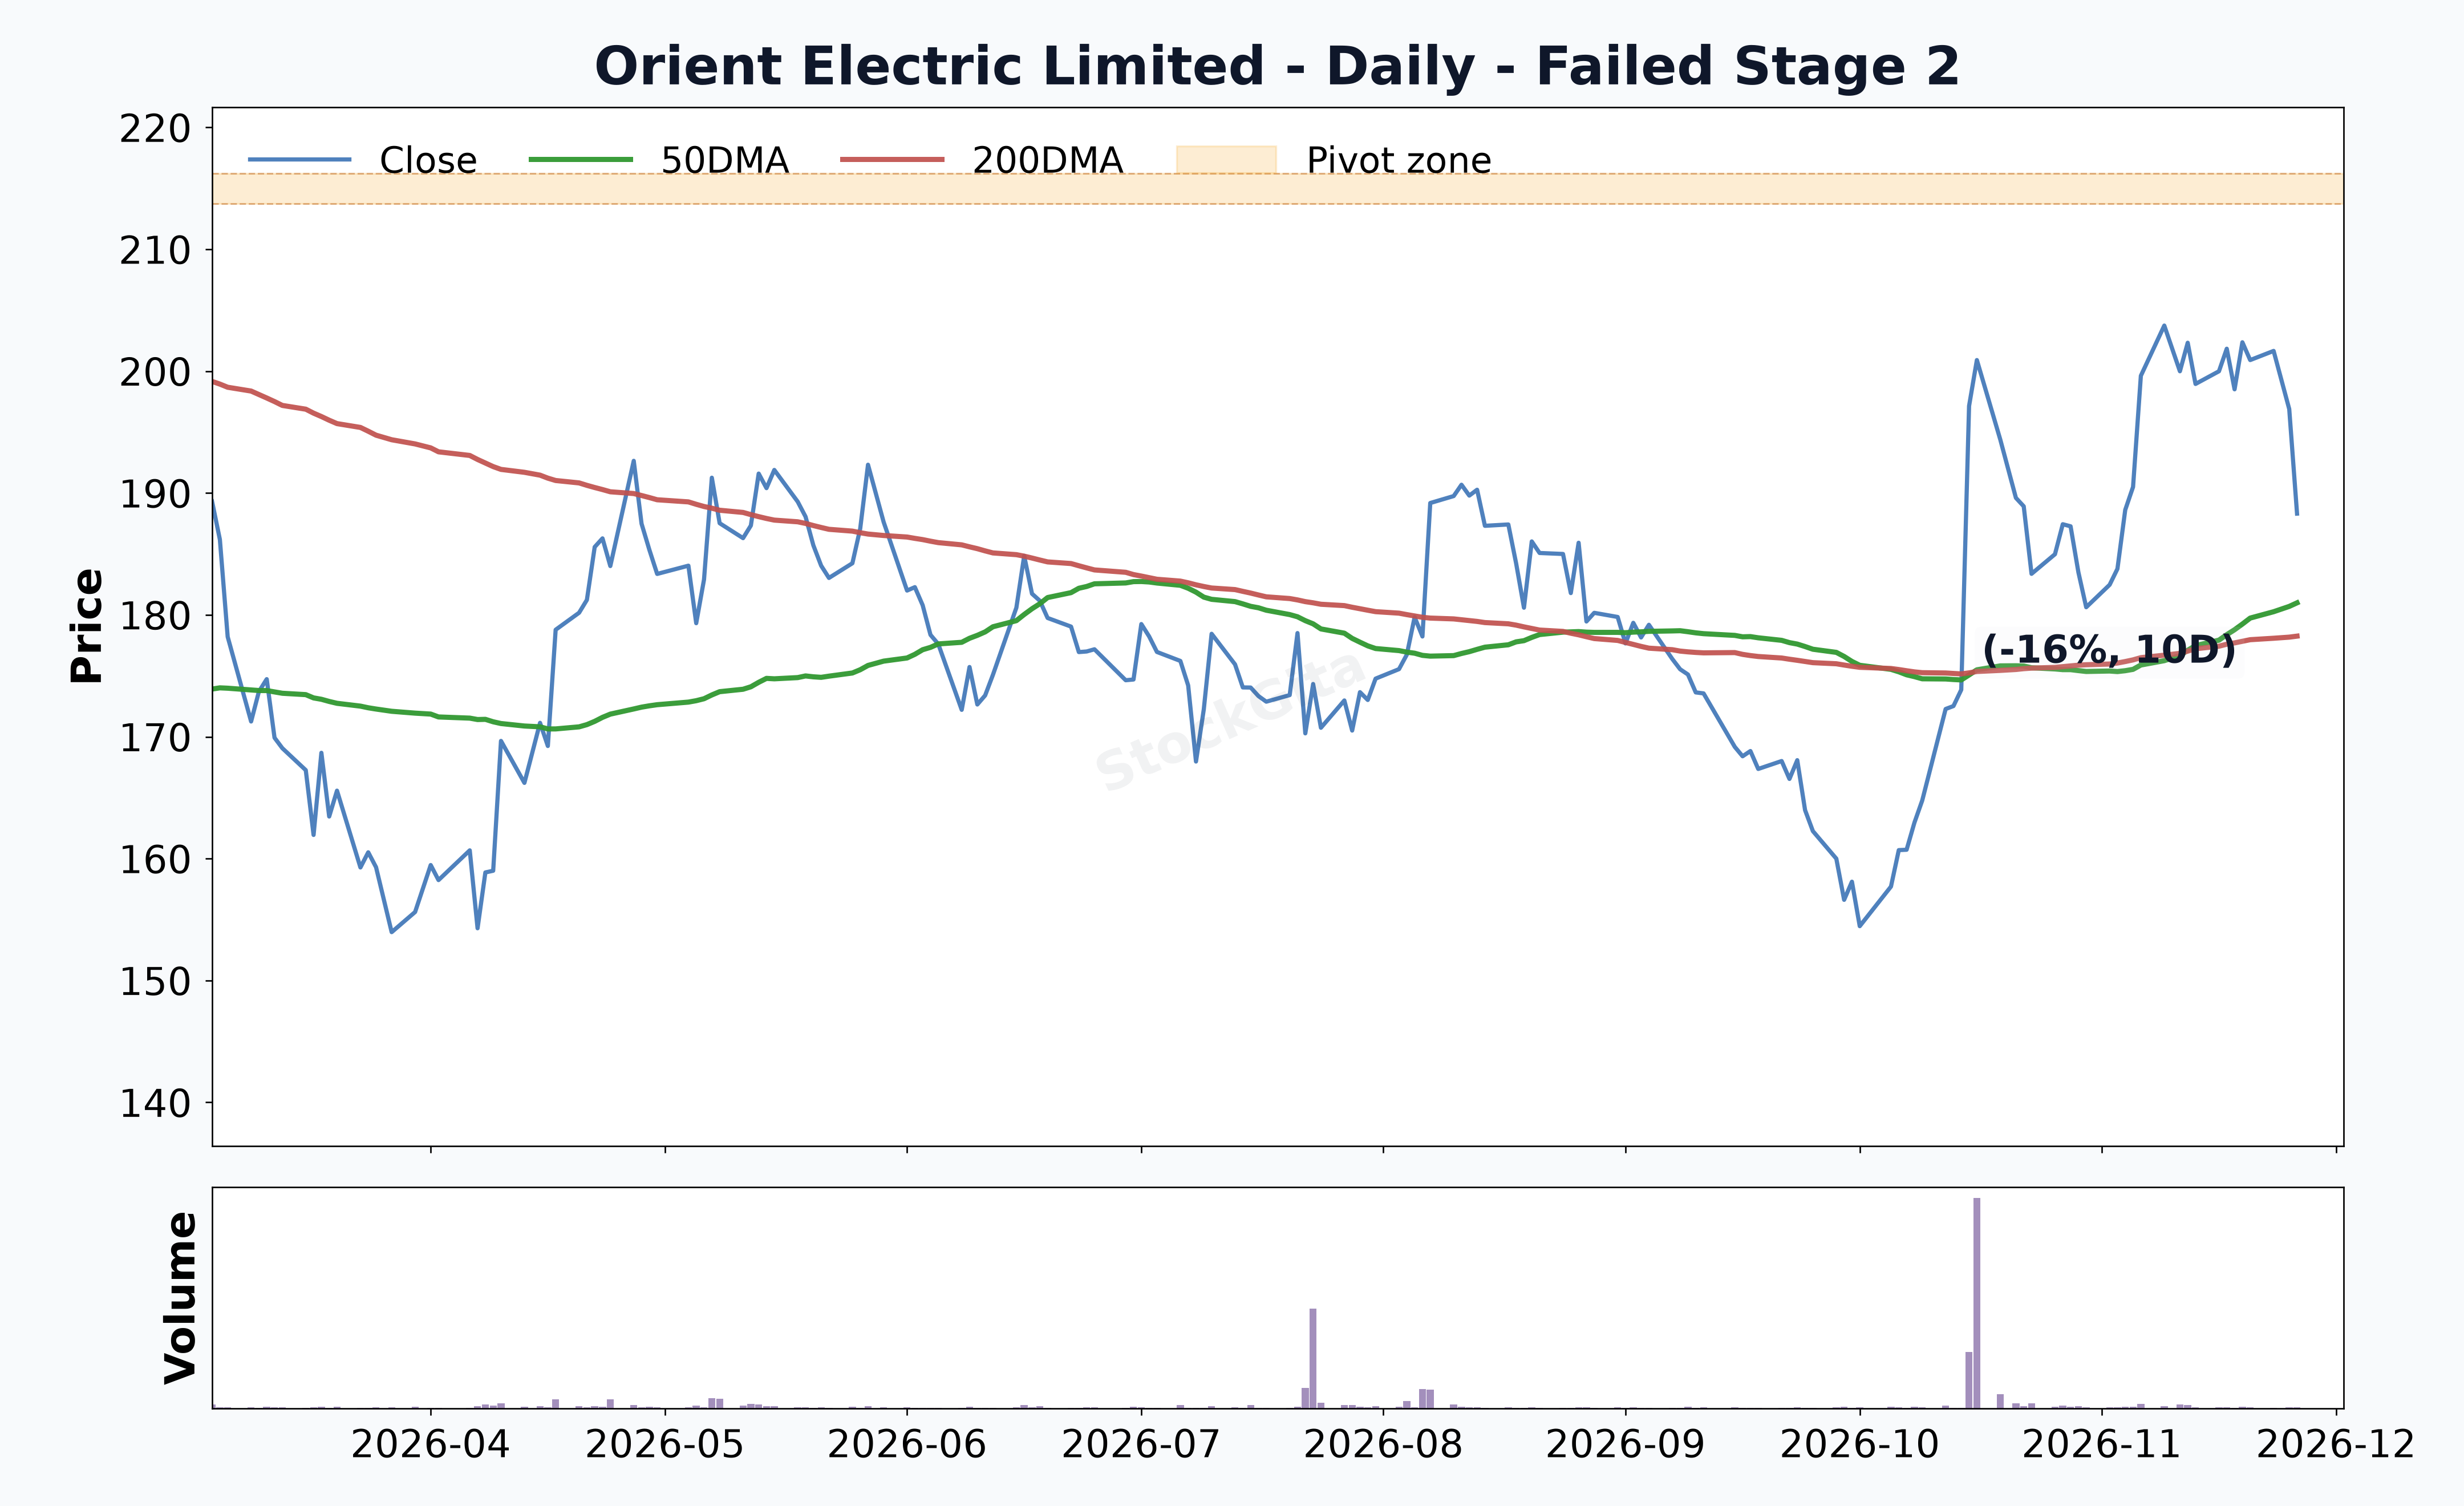 Orient Electric Limited - Daily - Failed Stage 2
Close 50DMA 200DMA Pivot zone
220
210
200
190
180
170
160
150
140
Price
(-16%, 10D)
StockGita
Volume
2026-04 2026-05 2026-06 2026-07 2026-08 2026-09 2026-10 2026-11 2026-12